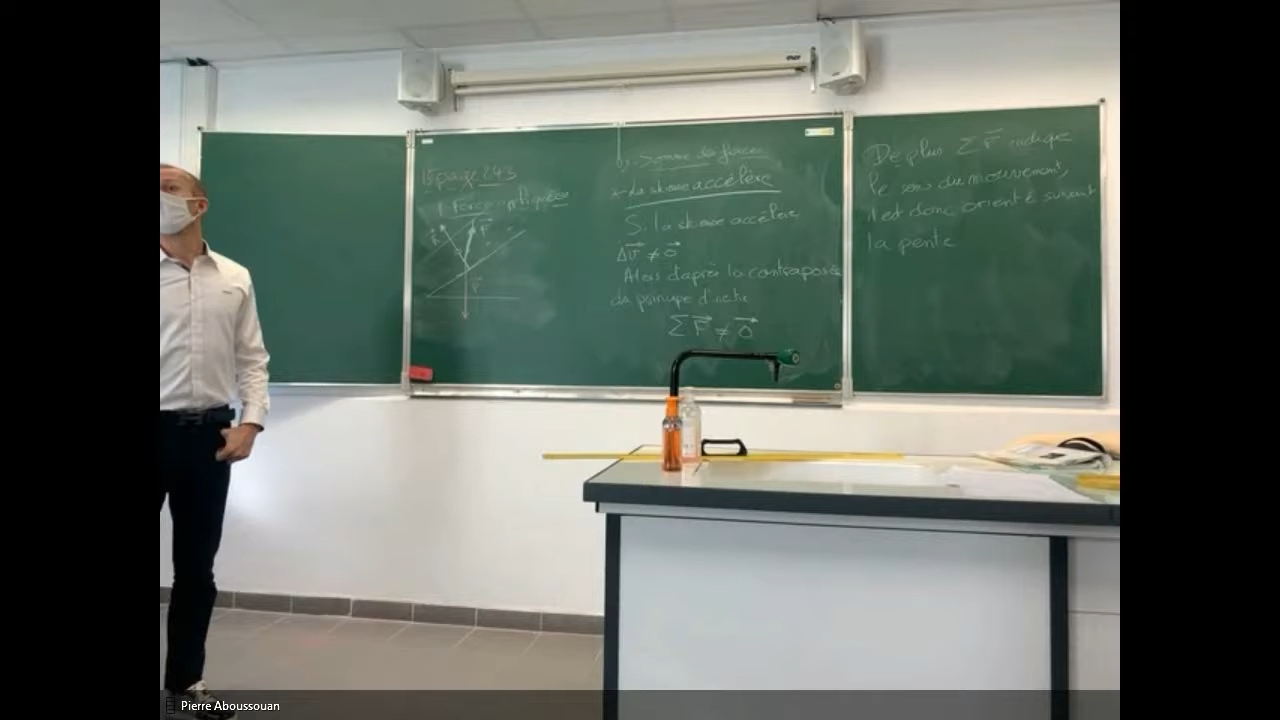 15 page 243
1. Force appliquées
F
b). Somme des forces
La skieuse accélère
Si la skieuse accélère,
Δv⃗ ≠ 0⃗
Alors d'après la contraposée
du principe d'inertie
ΣF⃗ ≠ 0⃗
De plus ΣF⃗ indique
le sens du mouvement,
il est donc orienté suivant
la pente
Pierre Aboussouan